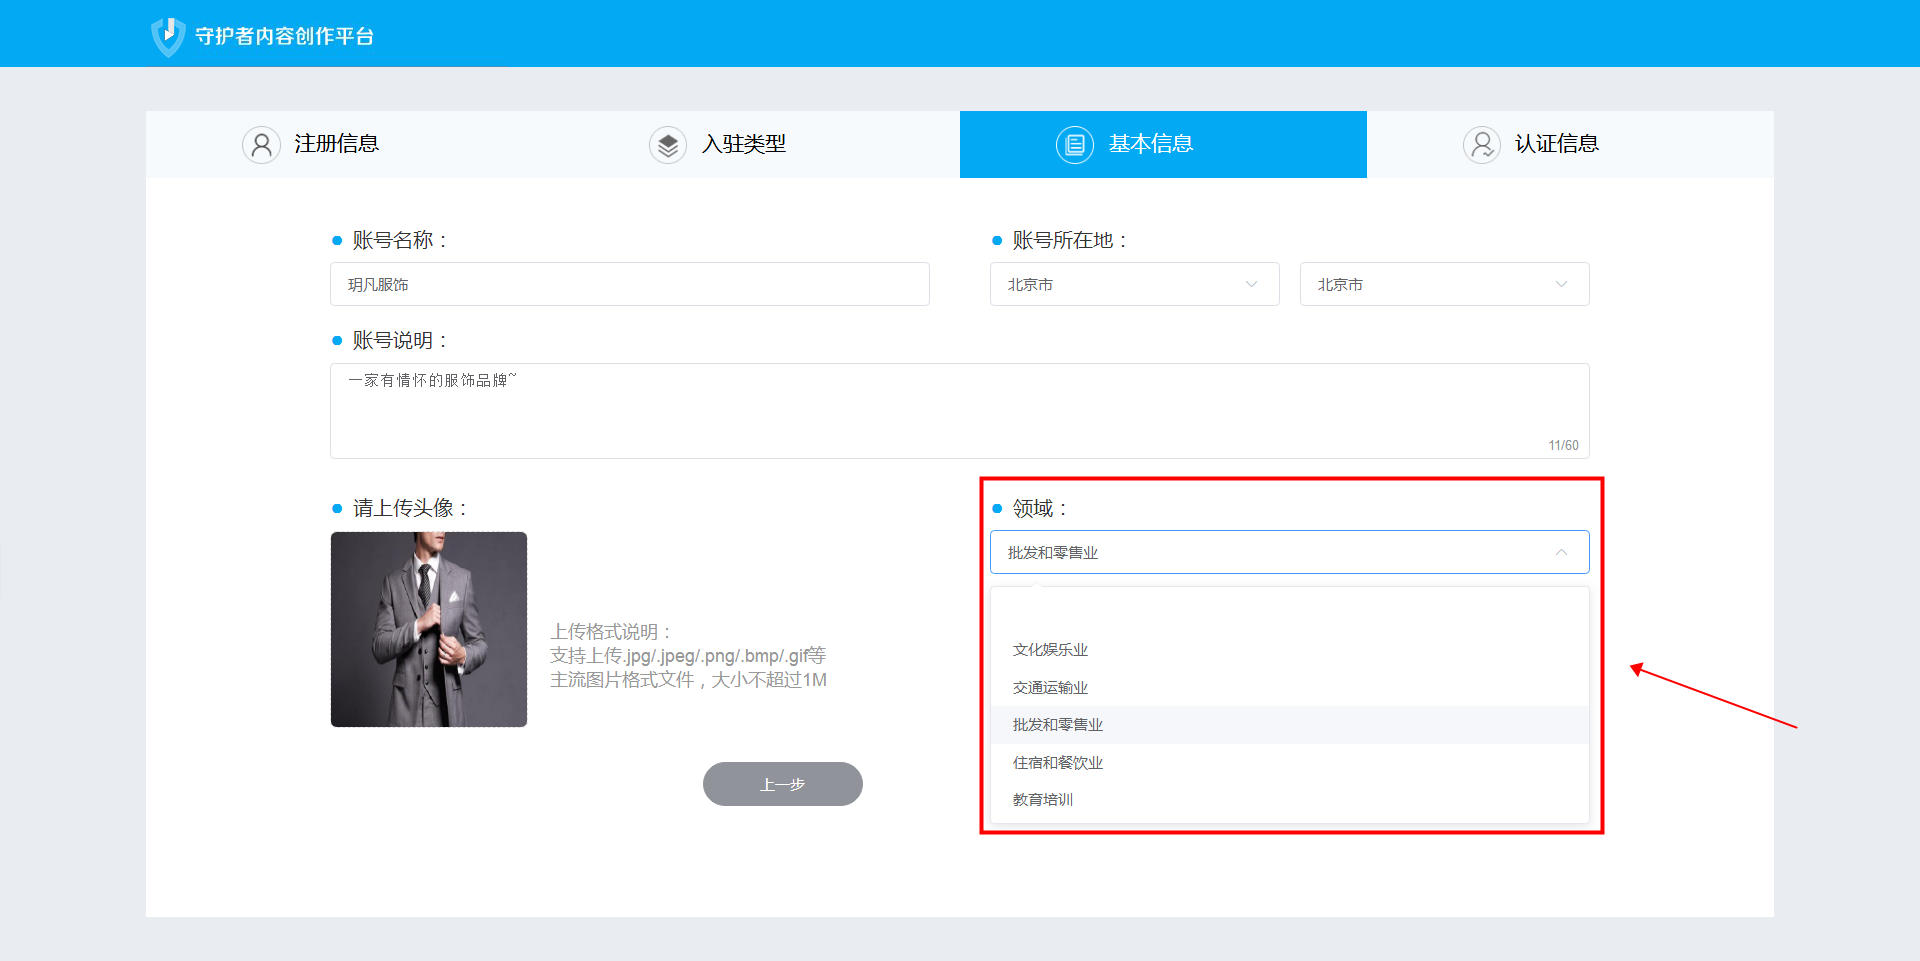 守护者内容创作平台
注册信息
入驻类型
基本信息
认证信息
账号名称：
玥凡服饰
账号所在地：
北京市
北京市
账号说明：
一家有情怀的服饰品牌~
11/60
请上传头像：
上传格式说明：
支持上传.jpg/.jpeg/.png/.bmp/.gif等
主流图片格式文件，大小不超过1M
领域：
批发和零售业
文化娱乐业
交通运输业
批发和零售业
住宿和餐饮业
教育培训
上一步